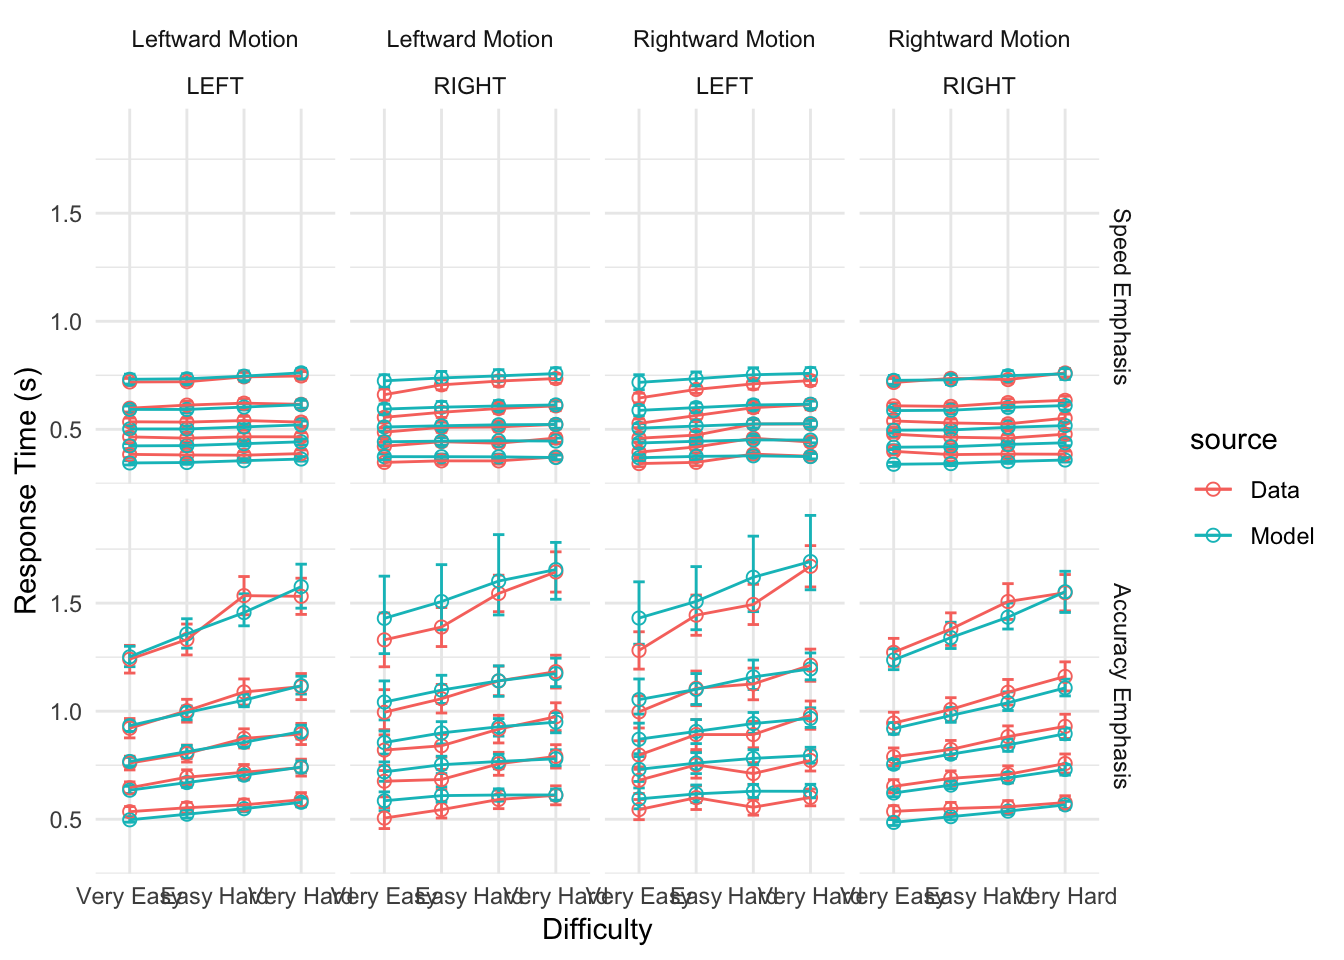 Leftward Motion
Leftward Motion
Rightward Motion
Rightward Motion
LEFT
RIGHT
LEFT
RIGHT
1.5
1.0
0.5
Speed Emphasis
1.5
1.0
0.5
Accuracy Emphasis
Response Time (s)
Very Easy
Easy
Hard
Very Hard
Very Easy
Easy
Hard
Very Hard
Very Easy
Easy
Hard
Very Hard
Very Easy
Easy
Hard
Very Hard
Difficulty
source
Data
Model